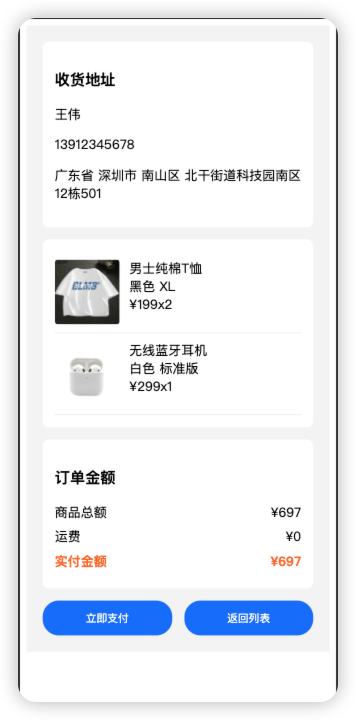 收货地址
王伟
13912345678
广东省 深圳市 南山区 北干街道科技园南区
12栋501
男士纯棉T恤
黑色 XL
¥199x2
无线蓝牙耳机
白色 标准版
¥299x1
订单金额
商品总额 ¥697
运费 ¥0
实付金额 ¥697
立即支付 返回列表